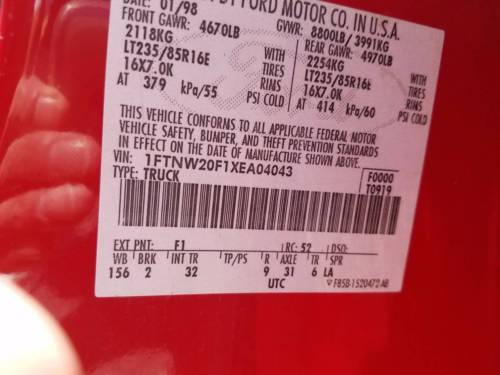 DATE: 01/98 BY FORD MOTOR CO. IN U.S.A.
FRONT GAWR: 4670LB GVWR: 8800LB/3991KG
2118KG WITH REAR GAWR: 4970LB
LT235/85R16E TIRES 2254KG WITH
16X7.0K RIMS LT235/85R16E TIRES
AT 379 kPa/55 PSI COLD 16X7.0K RIMS
AT 414 kPa/60 PSI COLD
THIS VEHICLE CONFORMS TO ALL APPLICABLE FEDERAL MOTOR
VEHICLE SAFETY, BUMPER, AND THEFT PREVENTION STANDARDS
IN EFFECT ON THE DATE OF MANUFACTURE SHOWN ABOVE.
VIN: 1FTNW20F1XEA04043 F0000
TYPE: TRUCK T0919
EXT PNT: F1 RC: 52 DSO:
WB BRK INT TR TP/PS R AXLE TR SPR
156 2 32 9 31 6 LA
UTC F85B-1520472-AB